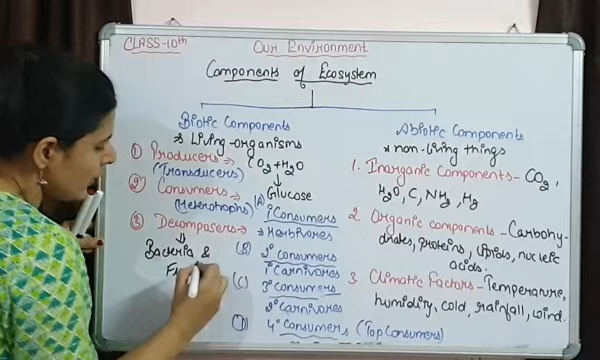 CLASS-10th
Our Environment
Components of Ecosystem
Biotic Components
* Living-organisms
① Producers ⇒ CO2+H2O
(Transducers)
↓
Glucose
② Consumers ⇒ (A) 1° Consumers
(Heterotrophs)
* Herbivores
③ Decomposers ⇒
⇓
Bacteria &
(B) 2° Consumers
1° Carnivores
(C) 3° Consumers
2° Carnivores
(D) 4° Consumers (Top Consumers)
Abiotic Components
* non-living things
1. Inorganic components - CO2,
H2O, C, NH3, H2
2. Organic components - Carbohy-
drates, proteins, lipids, nucleic
acids.
3. Climatic Factors - Temperature,
humidity, cold, rainfall, wind.